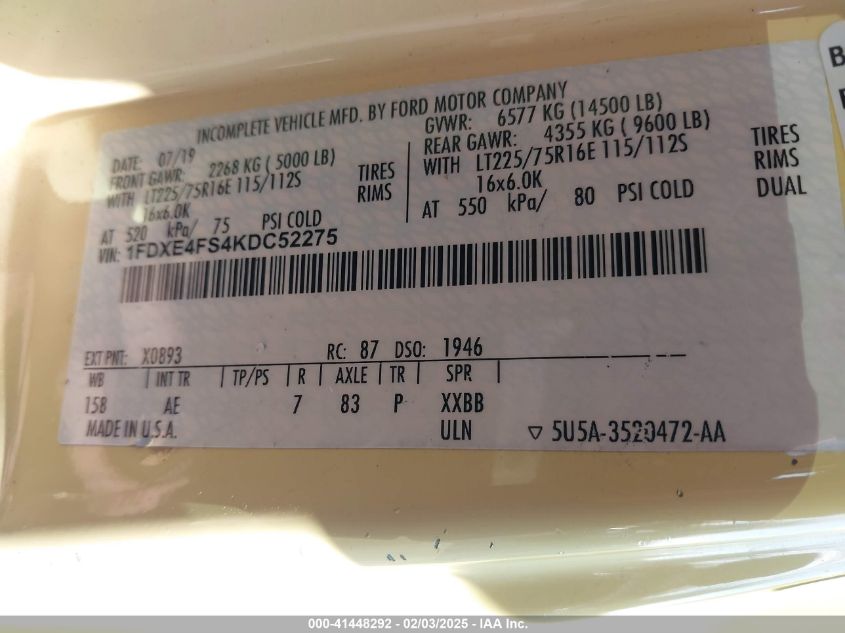 INCOMPLETE VEHICLE MFD. BY FORD MOTOR COMPANY
DATE: 07/19
FRONT GAWR: 2268 KG (5000 LB)
WITH LT225/75R16E 115/112S TIRES
16x6.0K RIMS
AT 520 kPa/ 75 PSI COLD
GVWR: 6577 KG (14500 LB)
REAR GAWR: 4355 KG ( 9600 LB)
WITH LT225/75R16E 115/112S TIRES
16x6.0K RIMS
AT 550 kPa/ 80 PSI COLD DUAL
VIN: 1FDXE4FS4KDC52275
EXT PNT: X0893 RC: 87 DSO: 1946
WB INT TR TP/PS R AXLE TR SPR
158 AE 7 83 P XXBB
MADE IN U.S.A. ULN 5U5A-3520472-AA
B
000-41448292 - 02/03/2025 - IAA Inc.